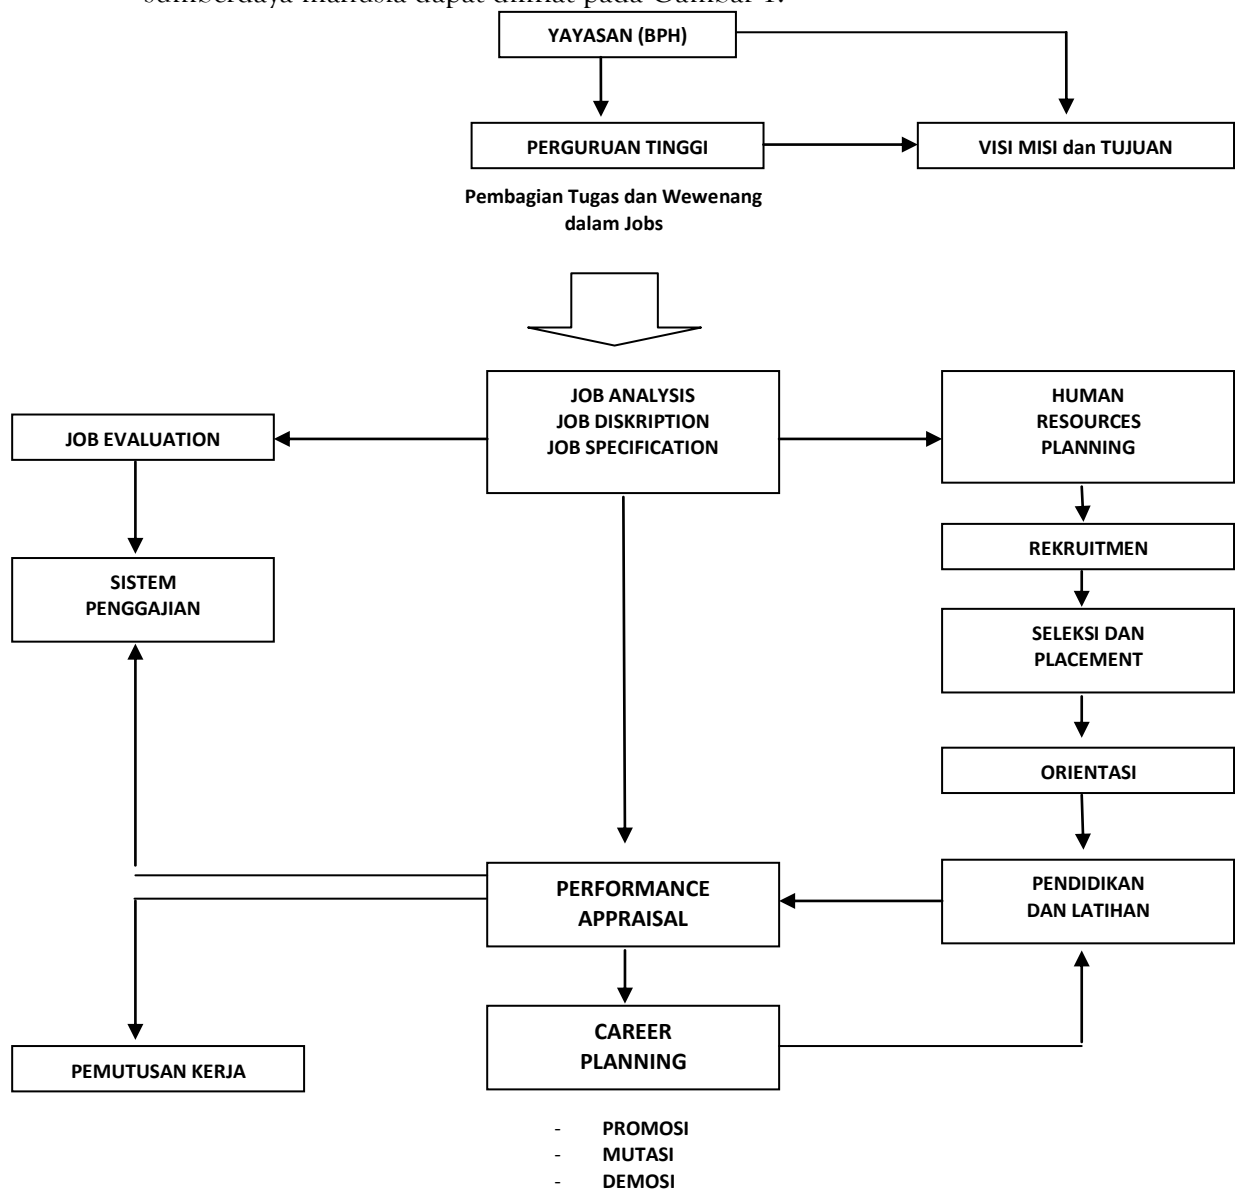 sumberdaya manusia dapat dilihat pada Gambar 1.
YAYASAN (BPH)
PERGURUAN TINGGI
VISI MISI dan TUJUAN
Pembagian Tugas dan Wewenang
dalam Jobs
JOB ANALYSIS
JOB DISKRIPTION
JOB SPECIFICATION
HUMAN
RESOURCES
PLANNING
JOB EVALUATION
REKRUITMEN
SISTEM
PENGGAJIAN
SELEKSI DAN
PLACEMENT
ORIENTASI
PERFORMANCE
APPRAISAL
PENDIDIKAN
DAN LATIHAN
CAREER
PLANNING
PEMUTUSAN KERJA
- PROMOSI
- MUTASI
- DEMOSI